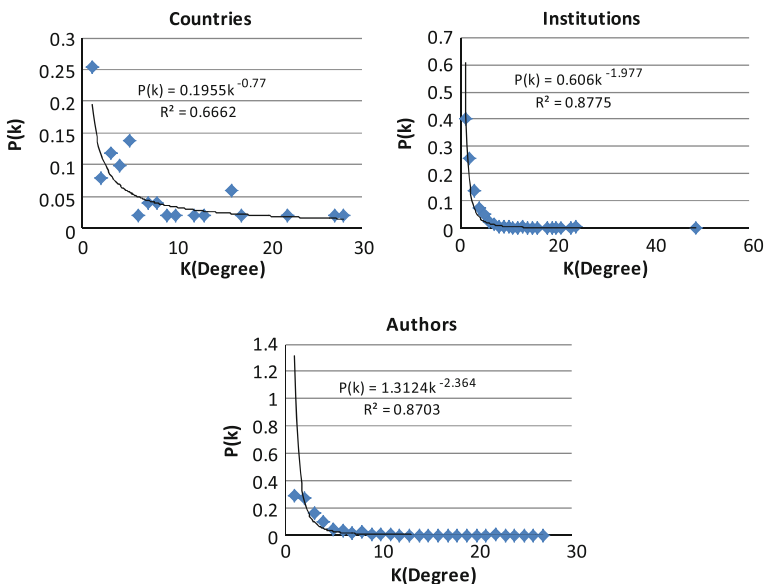 Countries
0.3
0.25
0.2
0.15
0.1
0.05
0
P(k)
P(k) = 0.1955k^-0.77
R² = 0.6662
0 10 20 30
K(Degree)
Institutions
0.7
0.6
0.5
0.4
0.3
0.2
0.1
0
P(k)
P(k) = 0.606k^-1.977
R² = 0.8775
0 20 40 60
K(Degree)
Authors
1.4
1.2
1
0.8
0.6
0.4
0.2
0
P(k)
P(k) = 1.3124k^-2.364
R² = 0.8703
0 10 20 30
K(Degree)